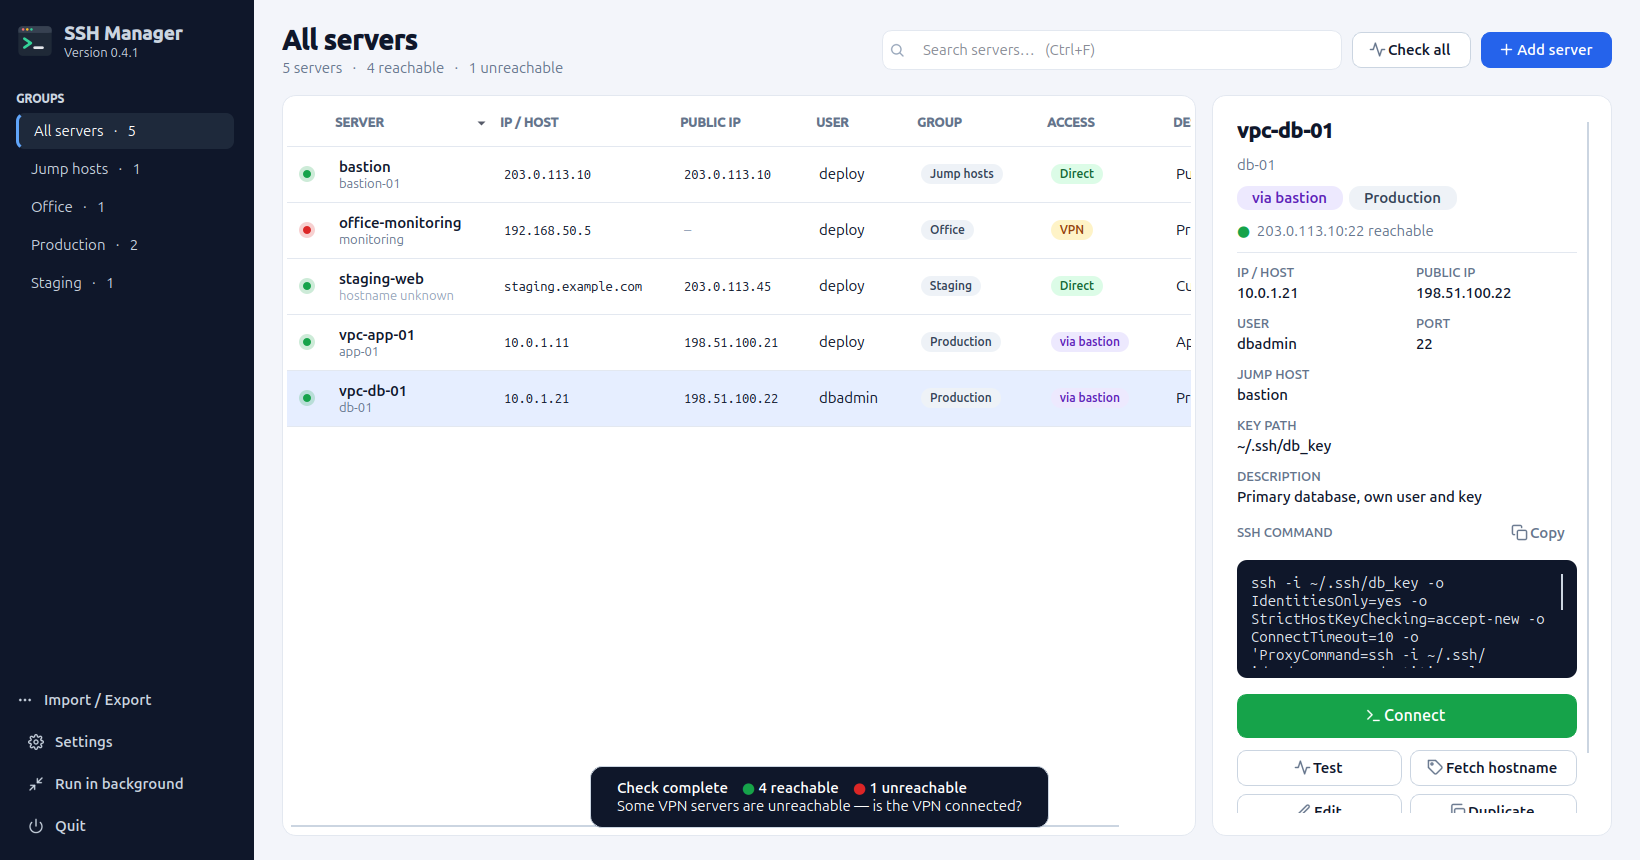 SSH Manager
Version 0.4.1
GROUPS
All servers · 5
Jump hosts · 1
Office · 1
Production · 2
Staging · 1
Import / Export
Settings
Run in background
Quit
All servers
5 servers · 4 reachable · 1 unreachable
Search servers... (Ctrl+F)
Check all
+ Add server
SERVER IP / HOST PUBLIC IP USER GROUP ACCESS DE
bastion
bastion-01
203.0.113.10 203.0.113.10 deploy Jump hosts Direct Pu
office-monitoring
monitoring
192.168.50.5 – deploy Office VPN Pr
staging-web
hostname unknown
staging.example.com 203.0.113.45 deploy Staging Direct Cu
vpc-app-01
app-01
10.0.1.11 198.51.100.21 deploy Production via bastion Ap
vpc-db-01
db-01
10.0.1.21 198.51.100.22 dbadmin Production via bastion Pr
Check complete 4 reachable 1 unreachable
Some VPN servers are unreachable — is the VPN connected?
vpc-db-01
db-01
via bastion Production
203.0.113.10:22 reachable
IP / HOST PUBLIC IP
10.0.1.21 198.51.100.22
USER PORT
dbadmin 22
JUMP HOST
bastion
KEY PATH
~/.ssh/db_key
DESCRIPTION
Primary database, own user and key
SSH COMMAND Copy
ssh -i ~/.ssh/db_key -o
IdentitiesOnly=yes -o
StrictHostKeyChecking=accept-new -o
ConnectTimeout=10 -o
'ProxyCommand=ssh -i ~/.ssh/
Connect
Test Fetch hostname
Edit Duplicate